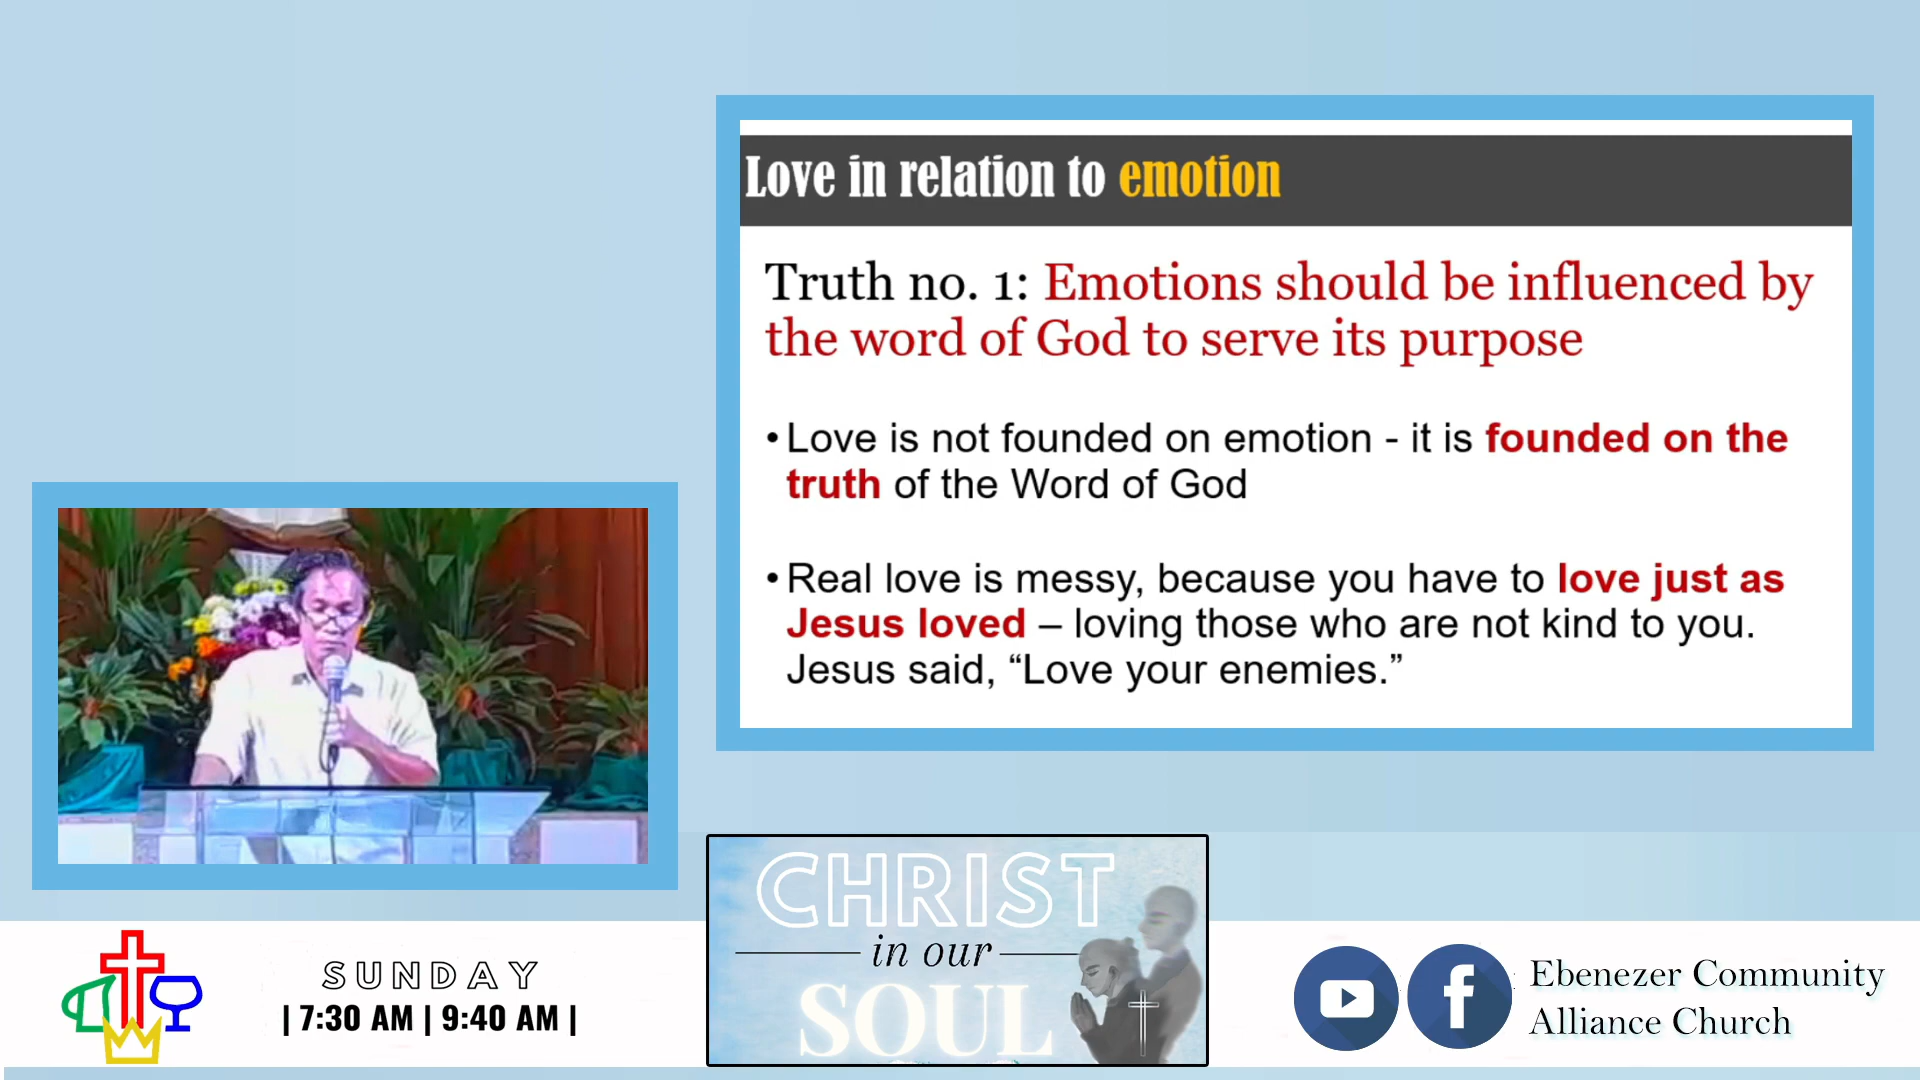 Love in relation to emotion
Truth no. 1: Emotions should be influenced by
the word of God to serve its purpose
• Love is not founded on emotion - it is founded on the
truth of the Word of God
• Real love is messy, because you have to love just as
Jesus loved – loving those who are not kind to you.
Jesus said, “Love your enemies.”
SUNDAY
| 7:30 AM | 9:40 AM |
CHRIST
in our
SOUL
f
Ebenezer Community
Alliance Church